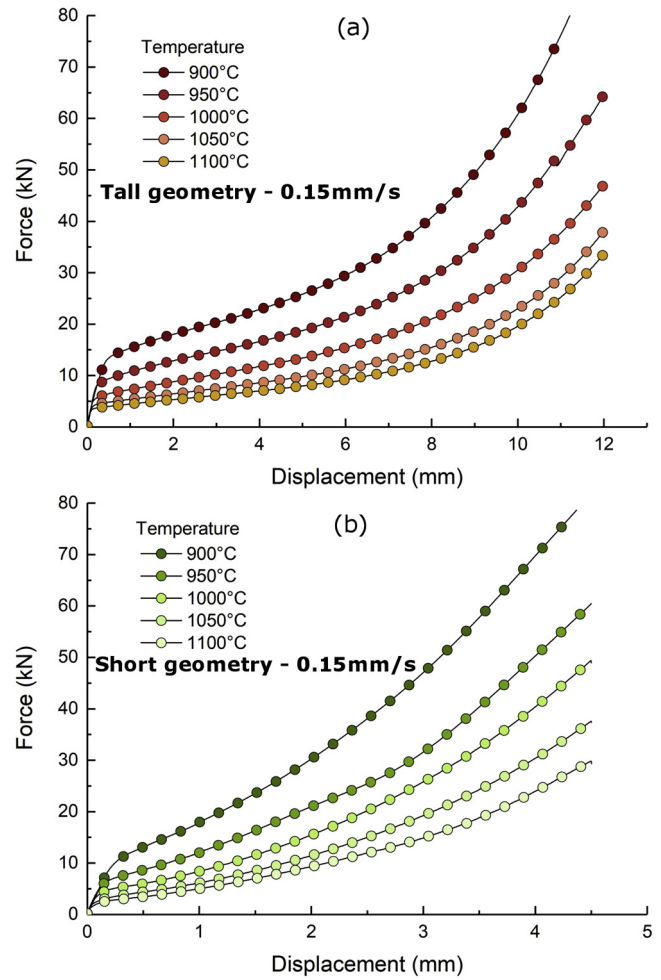 80
(a)
Temperature
70
900°C
950°C
60
1000°C
1050°C
50
1100°C
Tall geometry - 0.15mm/s
Force (kN)
40
30
20
10
0
0 2 4 6 8 10 12
Displacement (mm)
80
(b)
Temperature
70
900°C
950°C
60
1000°C
1050°C
50
1100°C
Short geometry - 0.15mm/s
Force (kN)
40
30
20
10
0
0 1 2 3 4 5
Displacement (mm)